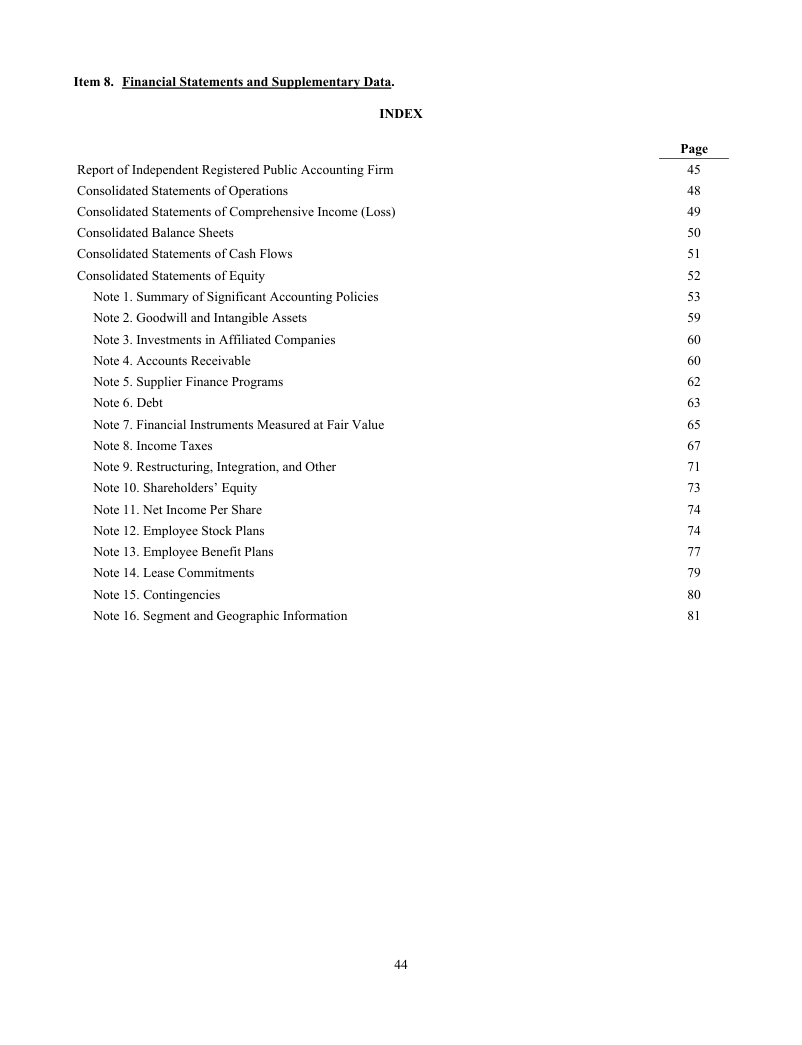 Item 8. Financial Statements and Supplementary Data.
INDEX
Page
Report of Independent Registered Public Accounting Firm 45
Consolidated Statements of Operations 48
Consolidated Statements of Comprehensive Income (Loss) 49
Consolidated Balance Sheets 50
Consolidated Statements of Cash Flows 51
Consolidated Statements of Equity 52
Note 1. Summary of Significant Accounting Policies 53
Note 2. Goodwill and Intangible Assets 59
Note 3. Investments in Affiliated Companies 60
Note 4. Accounts Receivable 60
Note 5. Supplier Finance Programs 62
Note 6. Debt 63
Note 7. Financial Instruments Measured at Fair Value 65
Note 8. Income Taxes 67
Note 9. Restructuring, Integration, and Other 71
Note 10. Shareholders’ Equity 73
Note 11. Net Income Per Share 74
Note 12. Employee Stock Plans 74
Note 13. Employee Benefit Plans 77
Note 14. Lease Commitments 79
Note 15. Contingencies 80
Note 16. Segment and Geographic Information 81
44